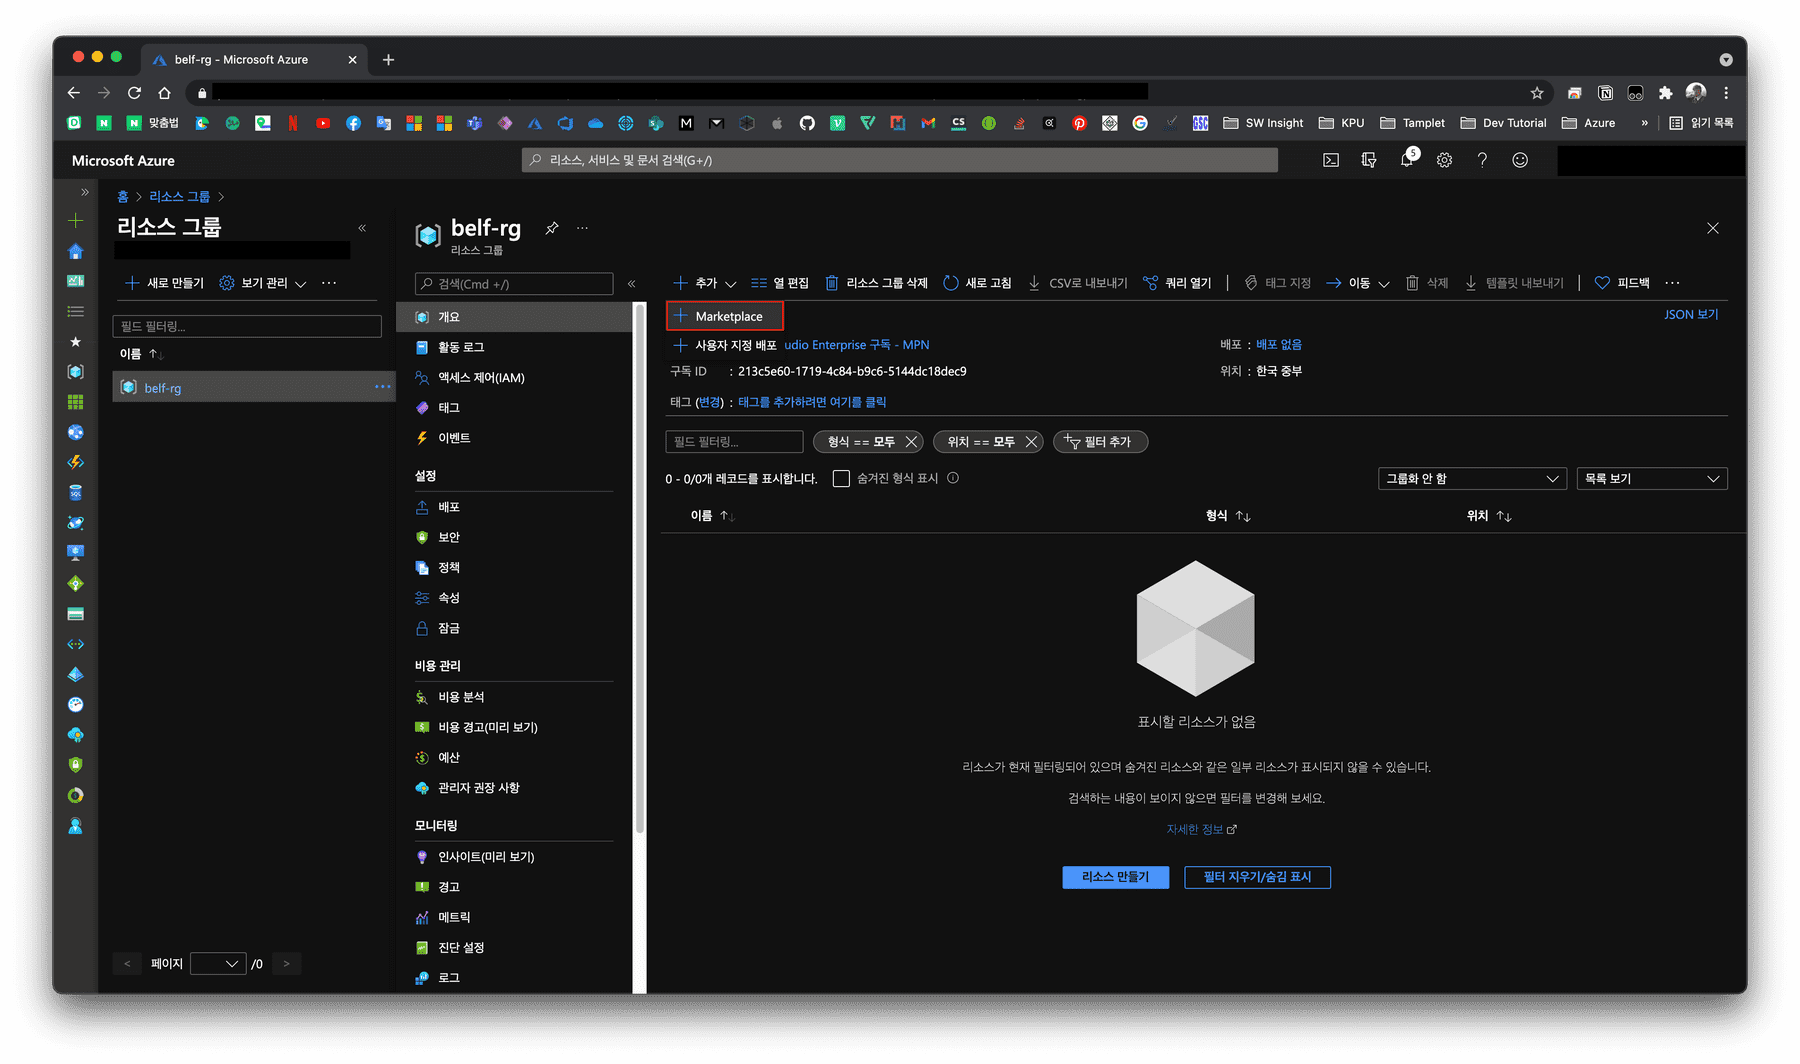 belf-rg - Microsoft Azure
맞춤법
SW Insight
KPU
Tamplet
Dev Tutorial
Azure
»
읽기 목록
Microsoft Azure
리소스, 서비스 및 문서 검색(G+/)
5
홈 > 리소스 그룹 >
리소스 그룹
새로 만들기
보기 관리
필드 필터링...
이름 ↑↓
belf-rg
< 페이지 /0 >
belf-rg
리소스 그룹
검색(Cmd +/)
개요
활동 로그
액세스 제어(IAM)
태그
이벤트
설정
배포
보안
정책
속성
잠금
비용 관리
비용 분석
비용 경고(미리 보기)
예산
관리자 권장 사항
모니터링
인사이트(미리 보기)
경고
메트릭
진단 설정
로그
추가
열 편집
리소스 그룹 삭제
새로 고침
CSV로 내보내기
쿼리 열기
태그 지정
이동
삭제
템플릿 내보내기
피드백
Marketplace
JSON 보기
사용자 지정 배포
udio Enterprise 구독 - MPN
배포 : 배포 없음
구독 ID : 213c5e60-1719-4c84-b9c6-5144dc18dec9
위치 : 한국 중부
태그 (변경) : 태그를 추가하려면 여기를 클릭
필드 필터링...
형식 == 모두
위치 == 모두
필터 추가
0 - 0/0개 레코드를 표시합니다.
숨겨진 형식 표시
그룹화 안 함
목록 보기
이름 ↑↓
형식 ↑↓
위치 ↑↓
표시할 리소스가 없음
리소스가 현재 필터링되어 있으며 숨겨진 리소스와 같은 일부 리소스가 표시되지 않을 수 있습니다.
검색하는 내용이 보이지 않으면 필터를 변경해 보세요.
자세한 정보
리소스 만들기
필터 지우기/숨김 표시